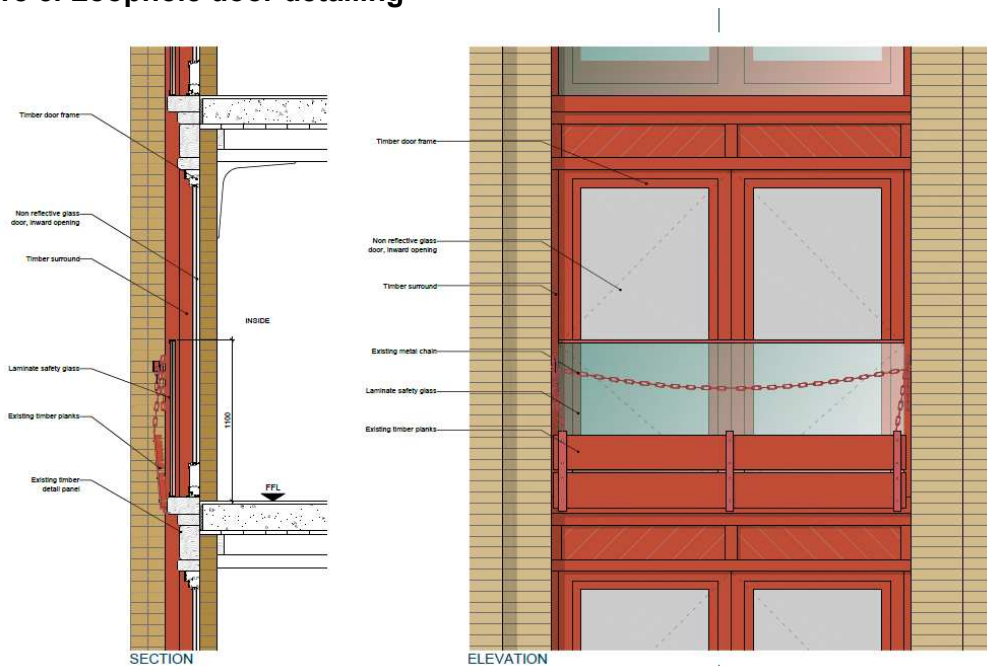 Loophole door detailing
Timber door frame
Non reflective glass
door, inward opening
Timber surround
INSIDE
Laminate safety glass
1100
Existing timber planks
Existing timber
detail panel
FFL
SECTION
Timber door frame
Non reflective glass
door, inward opening
Timber surround
Existing metal chain
Laminate safety glass
Existing timber planks
ELEVATION